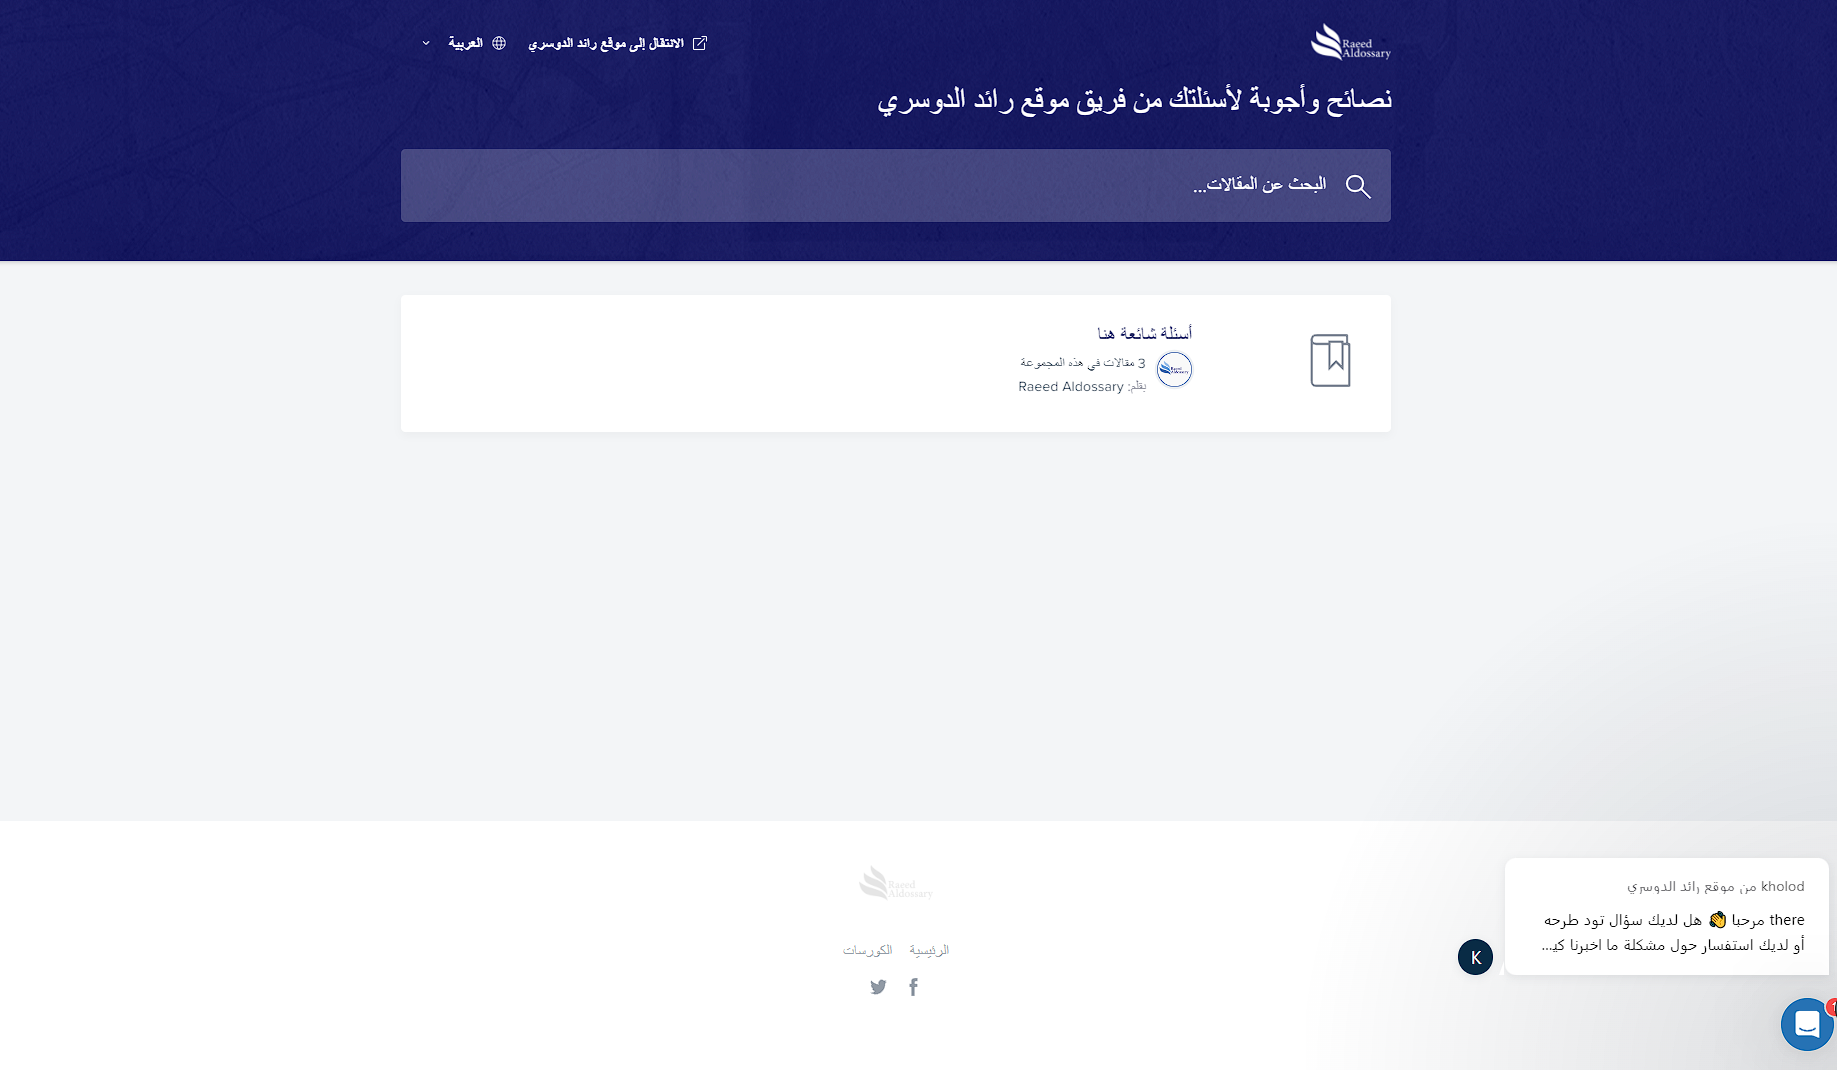 Raeed
Aldossary
الانتقال إلى موقع رائد الدوسري
العربية
نصائح وأجوبة لأسئلتك من فريق موقع رائد الدوسري
البحث عن المقالات...
أسئلة شائعة هنا
3 مقالات في هذه المجموعة
بقلم: Raeed Aldossary
Raeed
Aldossary
الرئيسية
الكورسات
kholod من موقع رائد الدوسري
there مرحبا 👋 هل لديك سؤال تود طرحه
أو لديك استفسار حول مشكلة ما اخبرنا كي...
K
1